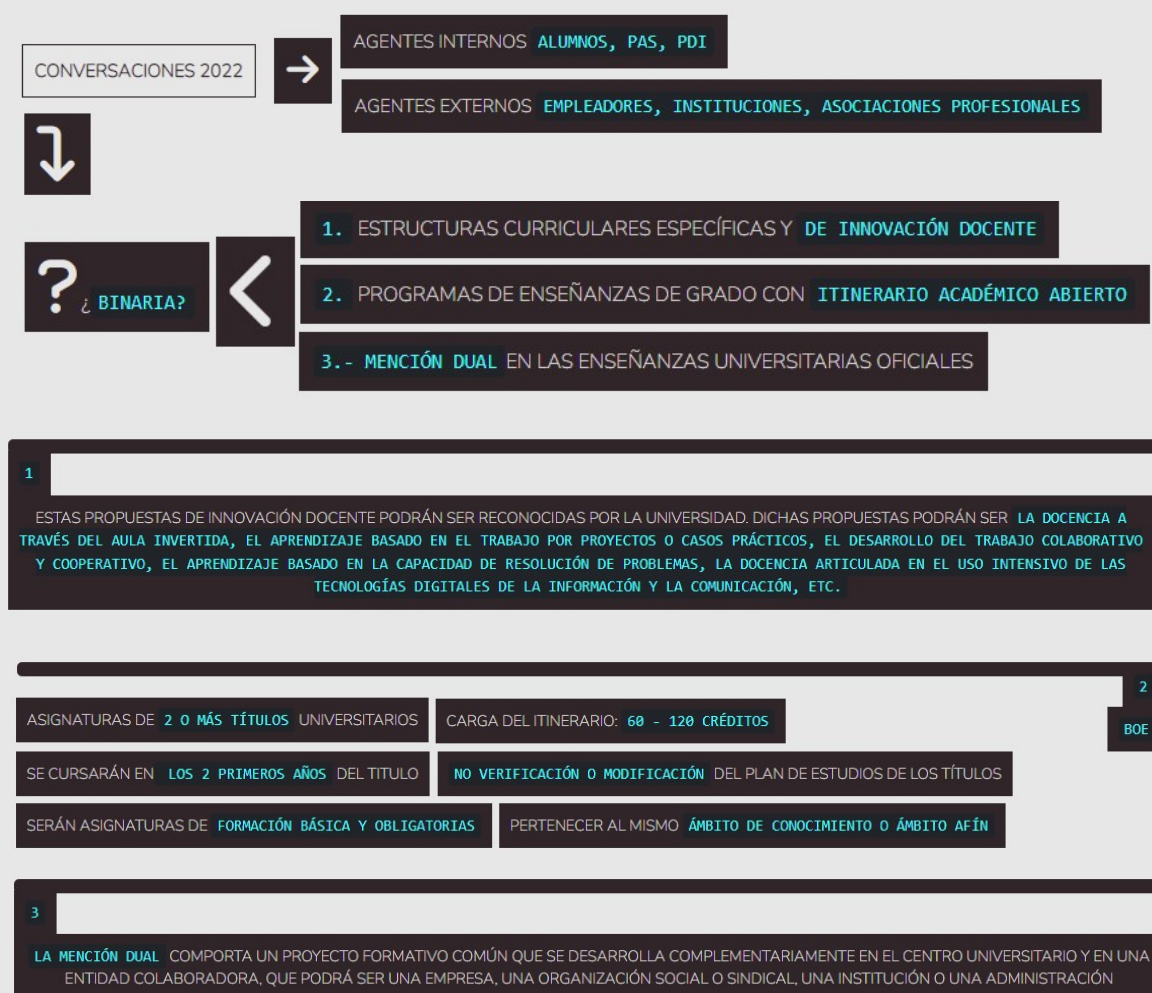 CONVERSACIONES 2022
AGENTES INTERNOS ALUMNOS, PAS, PDI
AGENTES EXTERNOS EMPLEADORES, INSTITUCIONES, ASOCIACIONES PROFESIONALES
? ¿ BINARIA?
1. ESTRUCTURAS CURRICULARES ESPECÍFICAS Y DE INNOVACIÓN DOCENTE
2. PROGRAMAS DE ENSEÑANZAS DE GRADO CON ITINERARIO ACADÉMICO ABIERTO
3.- MENCIÓN DUAL EN LAS ENSEÑANZAS UNIVERSITARIAS OFICIALES
1
ESTAS PROPUESTAS DE INNOVACIÓN DOCENTE PODRÁN SER RECONOCIDAS POR LA UNIVERSIDAD. DICHAS PROPUESTAS PODRÁN SER LA DOCENCIA A
TRAVÉS DEL AULA INVERTIDA, EL APRENDIZAJE BASADO EN EL TRABAJO POR PROYECTOS O CASOS PRÁCTICOS, EL DESARROLLO DEL TRABAJO COLABORATIVO
Y COOPERATIVO, EL APRENDIZAJE BASADO EN LA CAPACIDAD DE RESOLUCIÓN DE PROBLEMAS, LA DOCENCIA ARTICULADA EN EL USO INTENSIVO DE LAS
TECNOLOGÍAS DIGITALES DE LA INFORMACIÓN Y LA COMUNICACIÓN, ETC.
2
BOE
ASIGNATURAS DE 2 O MÁS TÍTULOS UNIVERSITARIOS
CARGA DEL ITINERARIO: 60 - 120 CRÉDITOS
SE CURSARÁN EN LOS 2 PRIMEROS AÑOS DEL TITULO
NO VERIFICACIÓN O MODIFICACIÓN DEL PLAN DE ESTUDIOS DE LOS TÍTULOS
SERÁN ASIGNATURAS DE FORMACIÓN BÁSICA Y OBLIGATORIAS
PERTENECER AL MISMO ÁMBITO DE CONOCIMIENTO O ÁMBITO AFÍN
3
LA MENCIÓN DUAL COMPORTA UN PROYECTO FORMATIVO COMÚN QUE SE DESARROLLA COMPLEMENTARIAMENTE EN EL CENTRO UNIVERSITARIO Y EN UNA
ENTIDAD COLABORADORA, QUE PODRÁ SER UNA EMPRESA, UNA ORGANIZACIÓN SOCIAL O SINDICAL, UNA INSTITUCIÓN O UNA ADMINISTRACIÓN